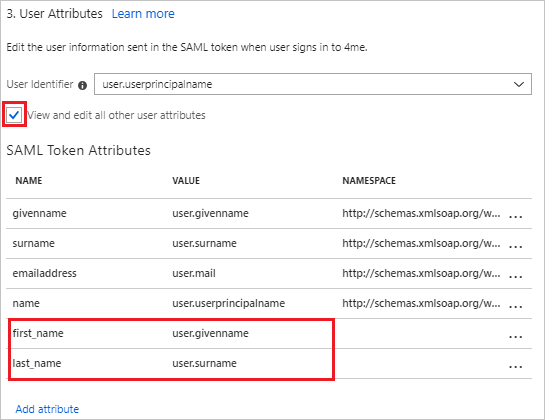 3. User Attributes Learn more
Edit the user information sent in the SAML token when user signs in to 4me.
User Identifier user.userprincipalname
View and edit all other user attributes
SAML Token Attributes
NAME VALUE NAMESPACE
givenname user.givenname http://schemas.xmlsoap.org/w... ...
surname user.surname http://schemas.xmlsoap.org/w... ...
emailaddress user.mail http://schemas.xmlsoap.org/w... ...
name user.userprincipalname http://schemas.xmlsoap.org/w... ...
first_name user.givenname ...
last_name user.surname ...
Add attribute